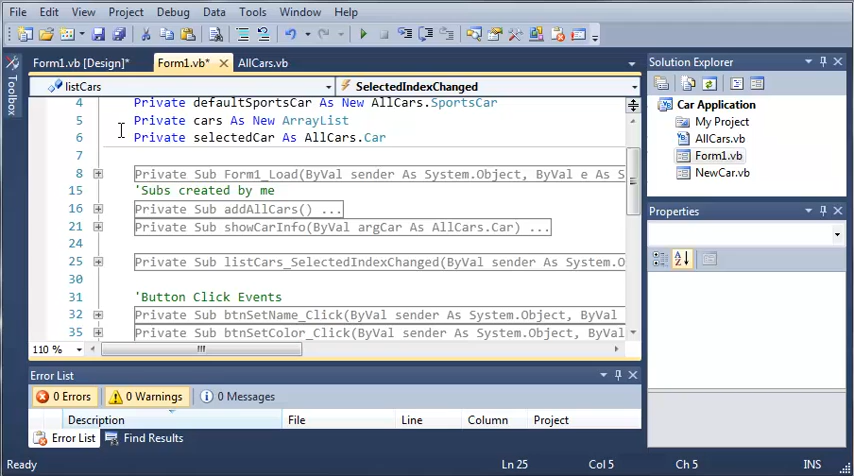 File Edit View Project Debug Data Tools Window Help
Form1.vb [Design]* Form1.vb* AllCars.vb
Toolbox
listCars SelectedIndexChanged
4 Private defaultSportsCar As New AllCars.SportsCar
5 Private cars As New ArrayList
6 Private selectedCar As AllCars.Car
7
8 Private Sub Form1_Load(ByVal sender As System.Object, ByVal e As S
15 'Subs created by me
16 Private Sub addAllCars() ...
21 Private Sub showCarInfo(ByVal argCar As AllCars.Car) ...
24
25 Private Sub listCars_SelectedIndexChanged(ByVal sender As System.O
30
31 'Button Click Events
32 Private Sub btnSetName_Click(ByVal sender As System.Object, ByVal
35 Private Sub btnSetColor_Click(ByVal sender As System.Object, ByVal
110 %
Solution Explorer
Car Application
My Project
AllCars.vb
Form1.vb
NewCar.vb
Properties
Error List
0 Errors 0 Warnings 0 Messages
Description File Line Column Project
Error List Find Results
Ready Ln 25 Col 5 Ch 5